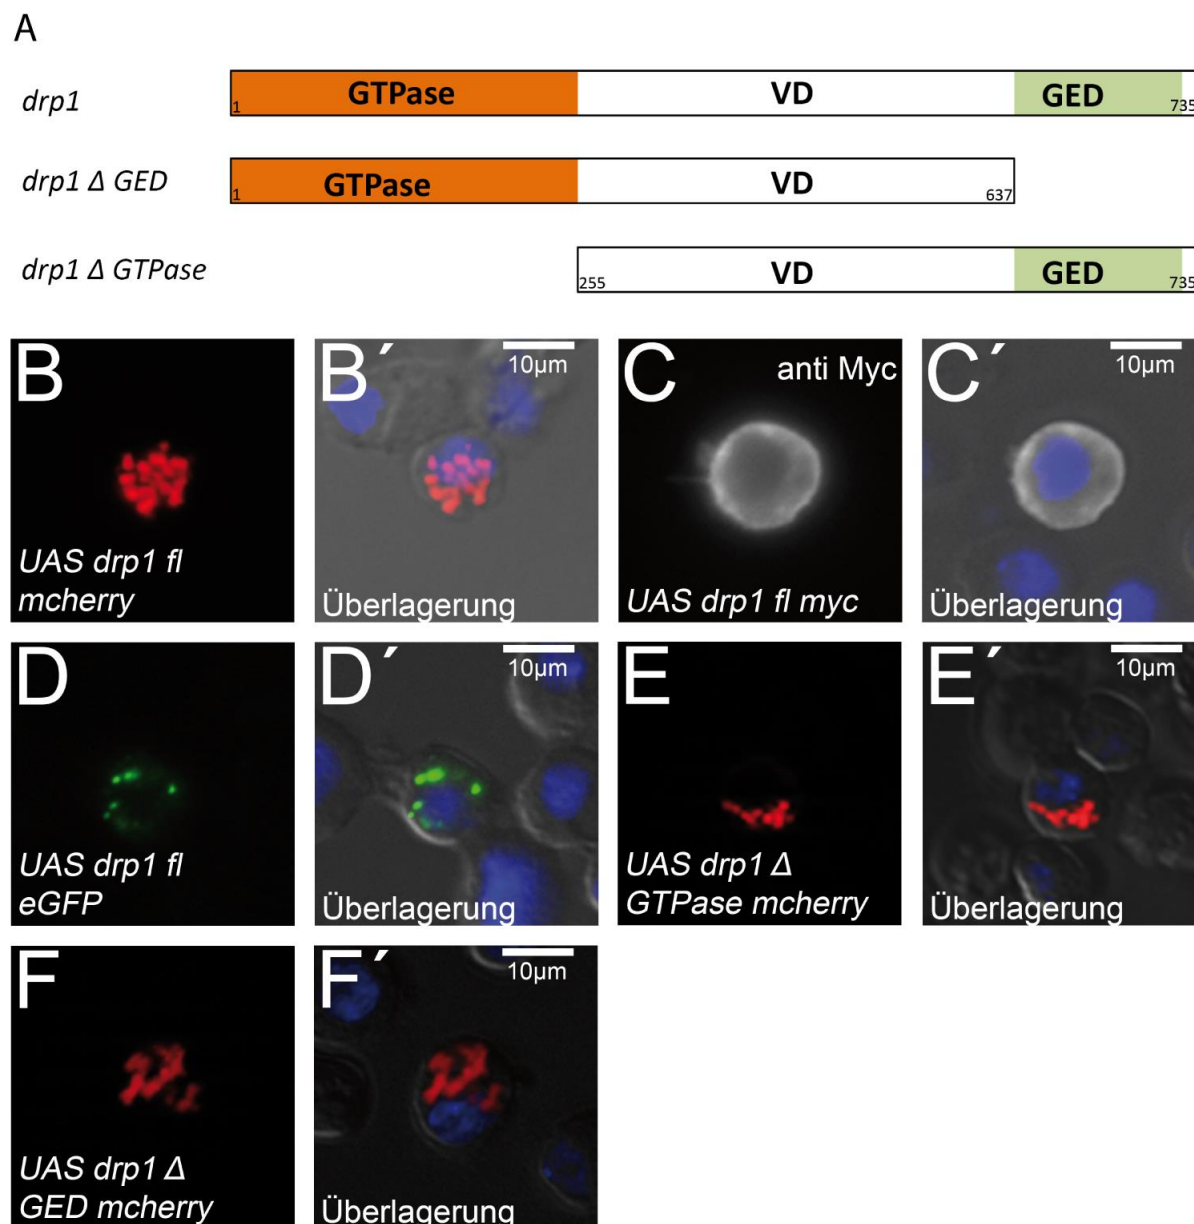 A
drp1
GTPase
VD
GED
1
735
drp1 Δ GED
GTPase
VD
1
637
drp1 Δ GTPase
VD
GED
255
735
B
UAS drp1 fl
mcherry
B´
10µm
Überlagerung
C
anti Myc
UAS drp1 fl myc
C´
10µm
Überlagerung
D
UAS drp1 fl
eGFP
D´
10µm
Überlagerung
E
UAS drp1 Δ
GTPase mcherry
E´
10µm
Überlagerung
F
UAS drp1 Δ
GED mcherry
F´
10µm
Überlagerung